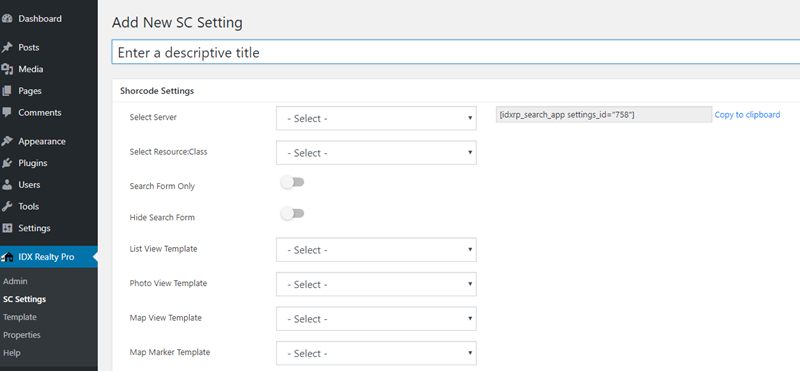 Dashboard
Posts
Media
Pages
Comments
Appearance
Plugins
Users
Tools
Settings
IDX Realty Pro
Admin
SC Settings
Template
Properties
Help
Add New SC Setting
Enter a descriptive title
Shorcode Settings
Select Server - Select - [idxrp_search_app settings_id="758"] Copy to clipboard
Select Resource:Class - Select -
Search Form Only
Hide Search Form
List View Template - Select -
Photo View Template - Select -
Map View Template - Select -
Map Marker Template - Select -